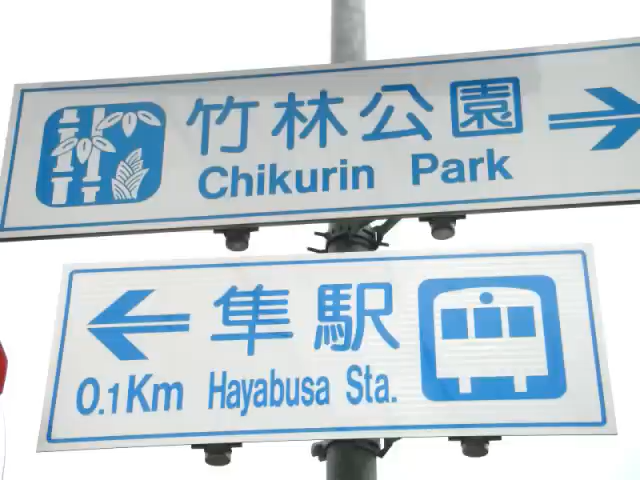 竹林公園
Chikurin Park
隼駅
0.1Km Hayabusa Sta.